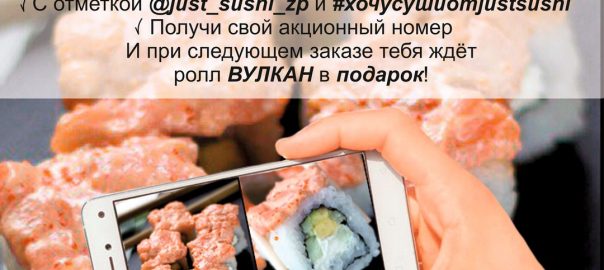 √ С отметкой @just_sushi_zp и #хочусушиотjustsushi
√ Получи свой акционный номер
И при следующем заказе тебя ждёт
ролл ВУЛКАН в подарок!